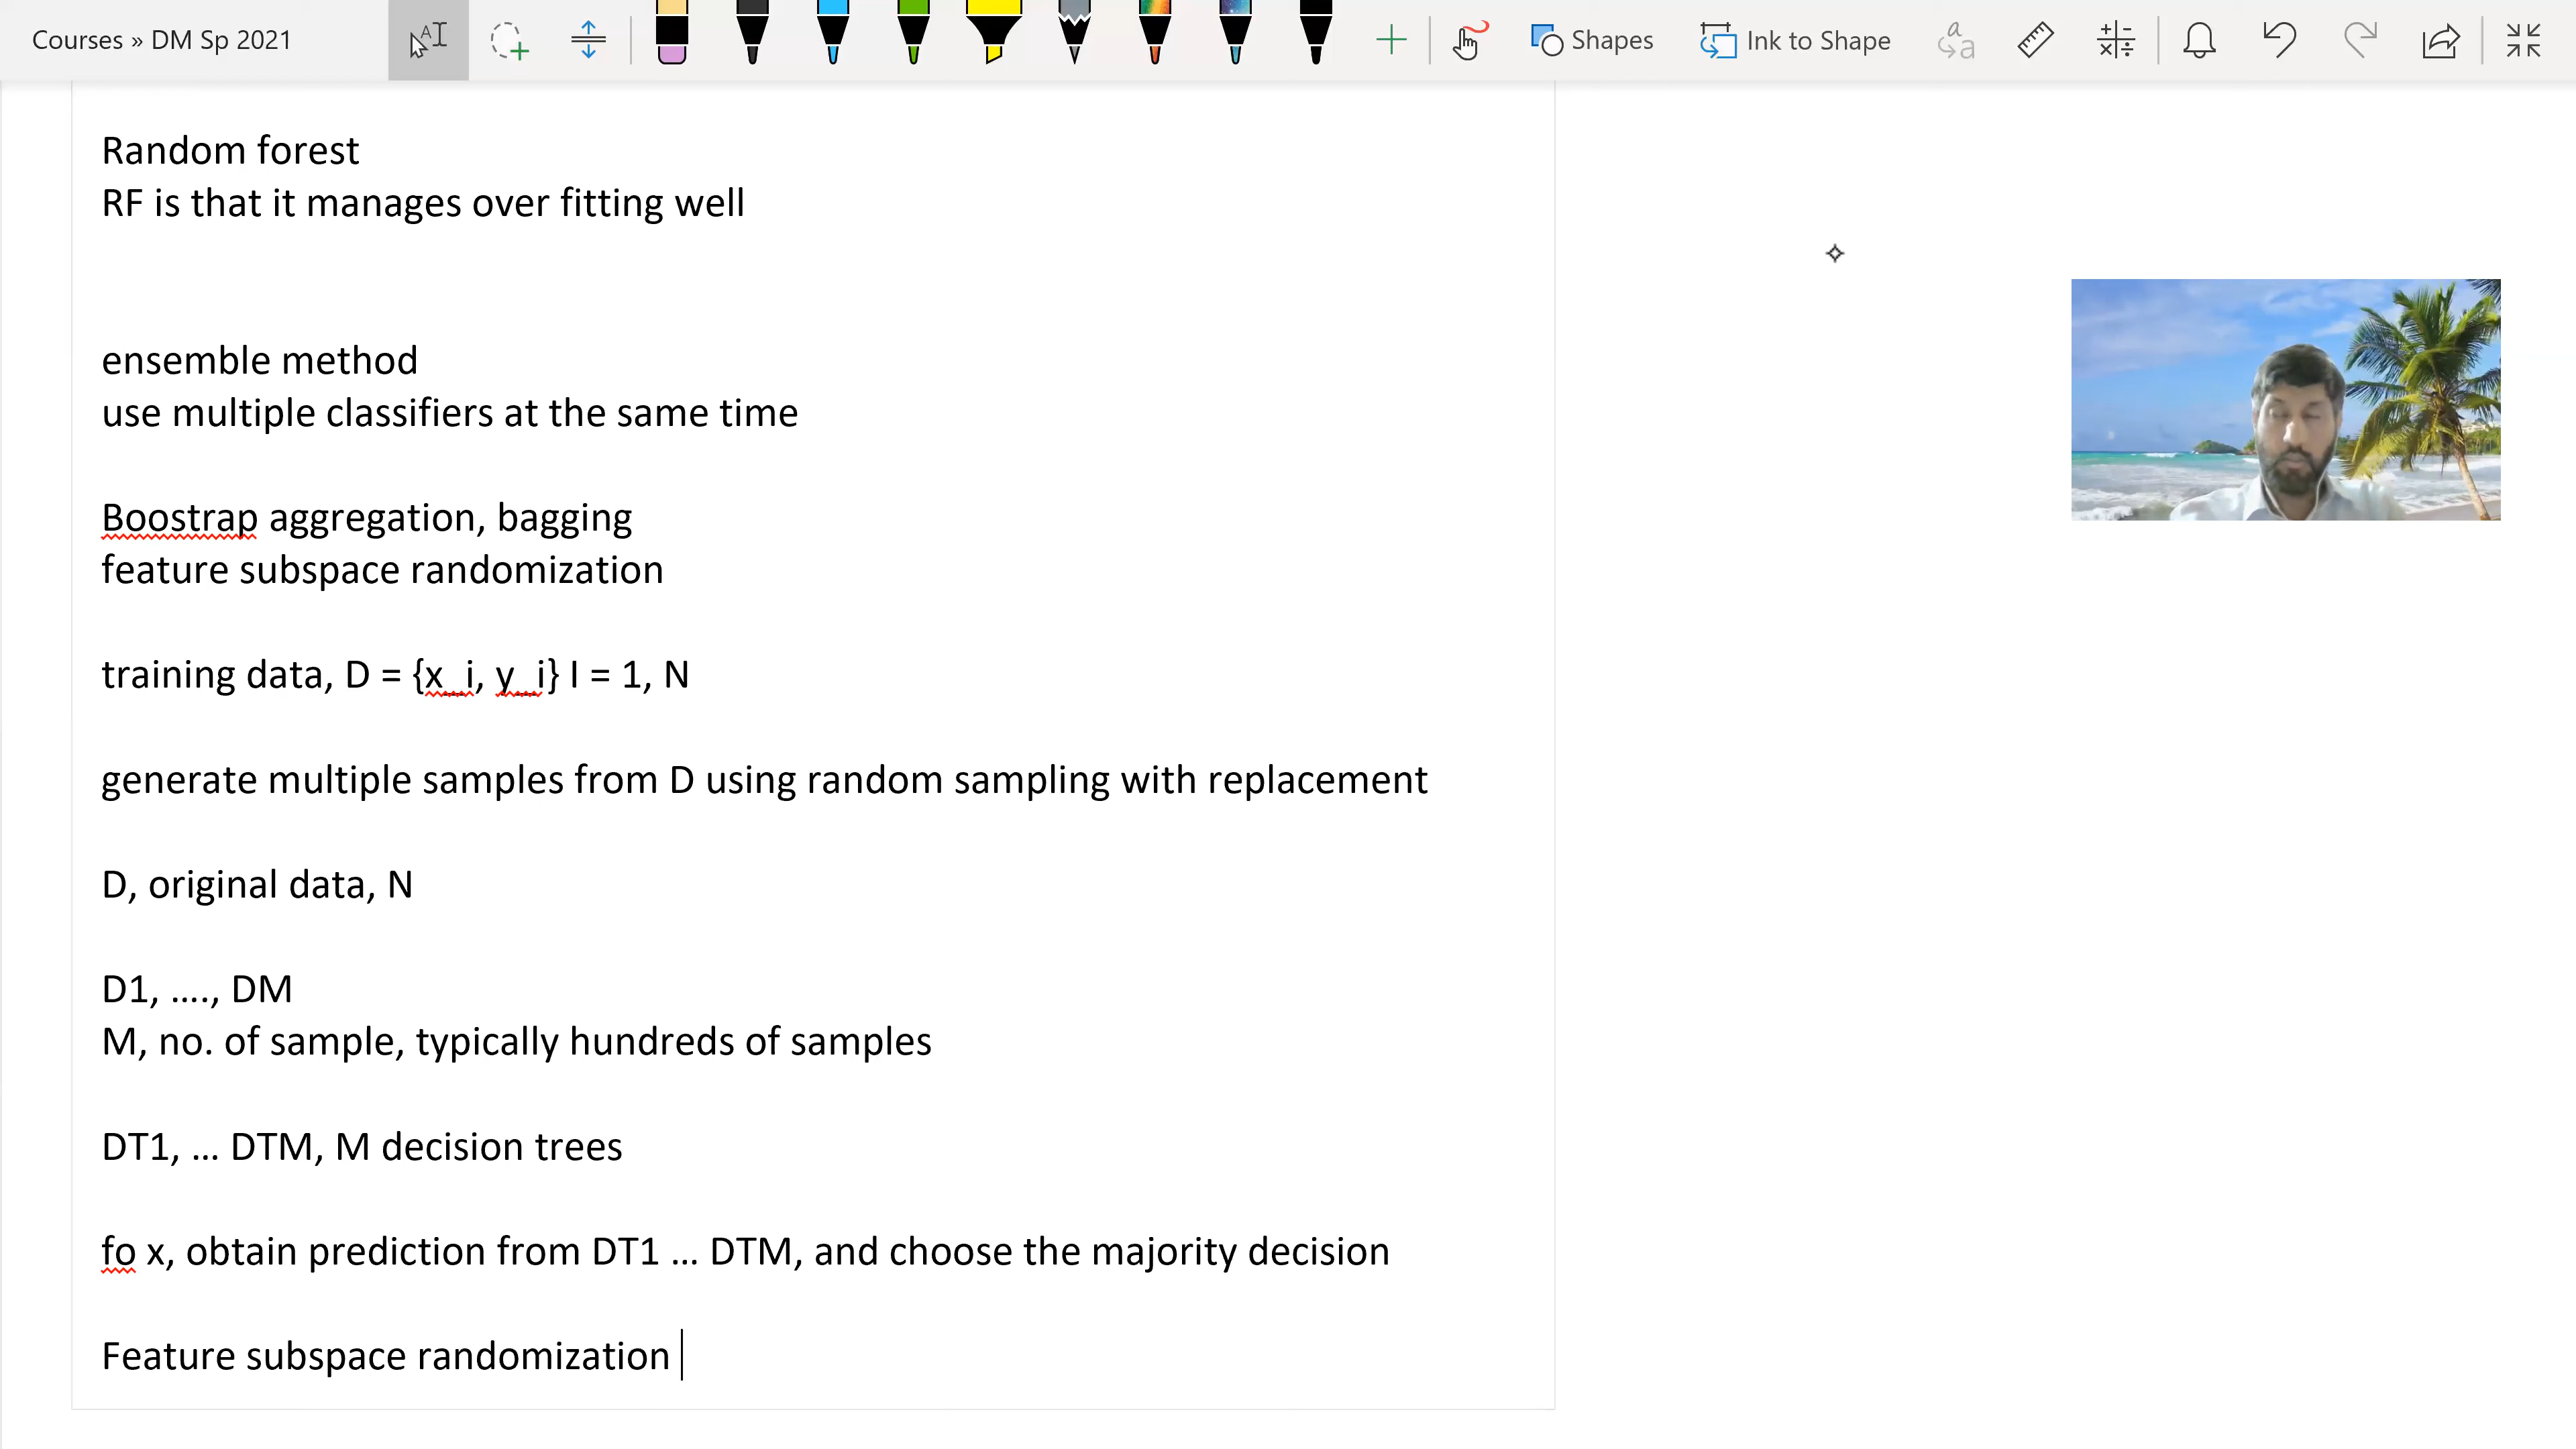 Courses » DM Sp 2021
Shapes
Ink to Shape
Random forest
RF is that it manages over fitting well
ensemble method
use multiple classifiers at the same time
Boostrap aggregation, bagging
feature subspace randomization
training data, D = {x_i, y_i} I = 1, N
generate multiple samples from D using random sampling with replacement
D, original data, N
D1, ...., DM
M, no. of sample, typically hundreds of samples
DT1, ... DTM, M decision trees
fo x, obtain prediction from DT1 ... DTM, and choose the majority decision
Feature subspace randomization